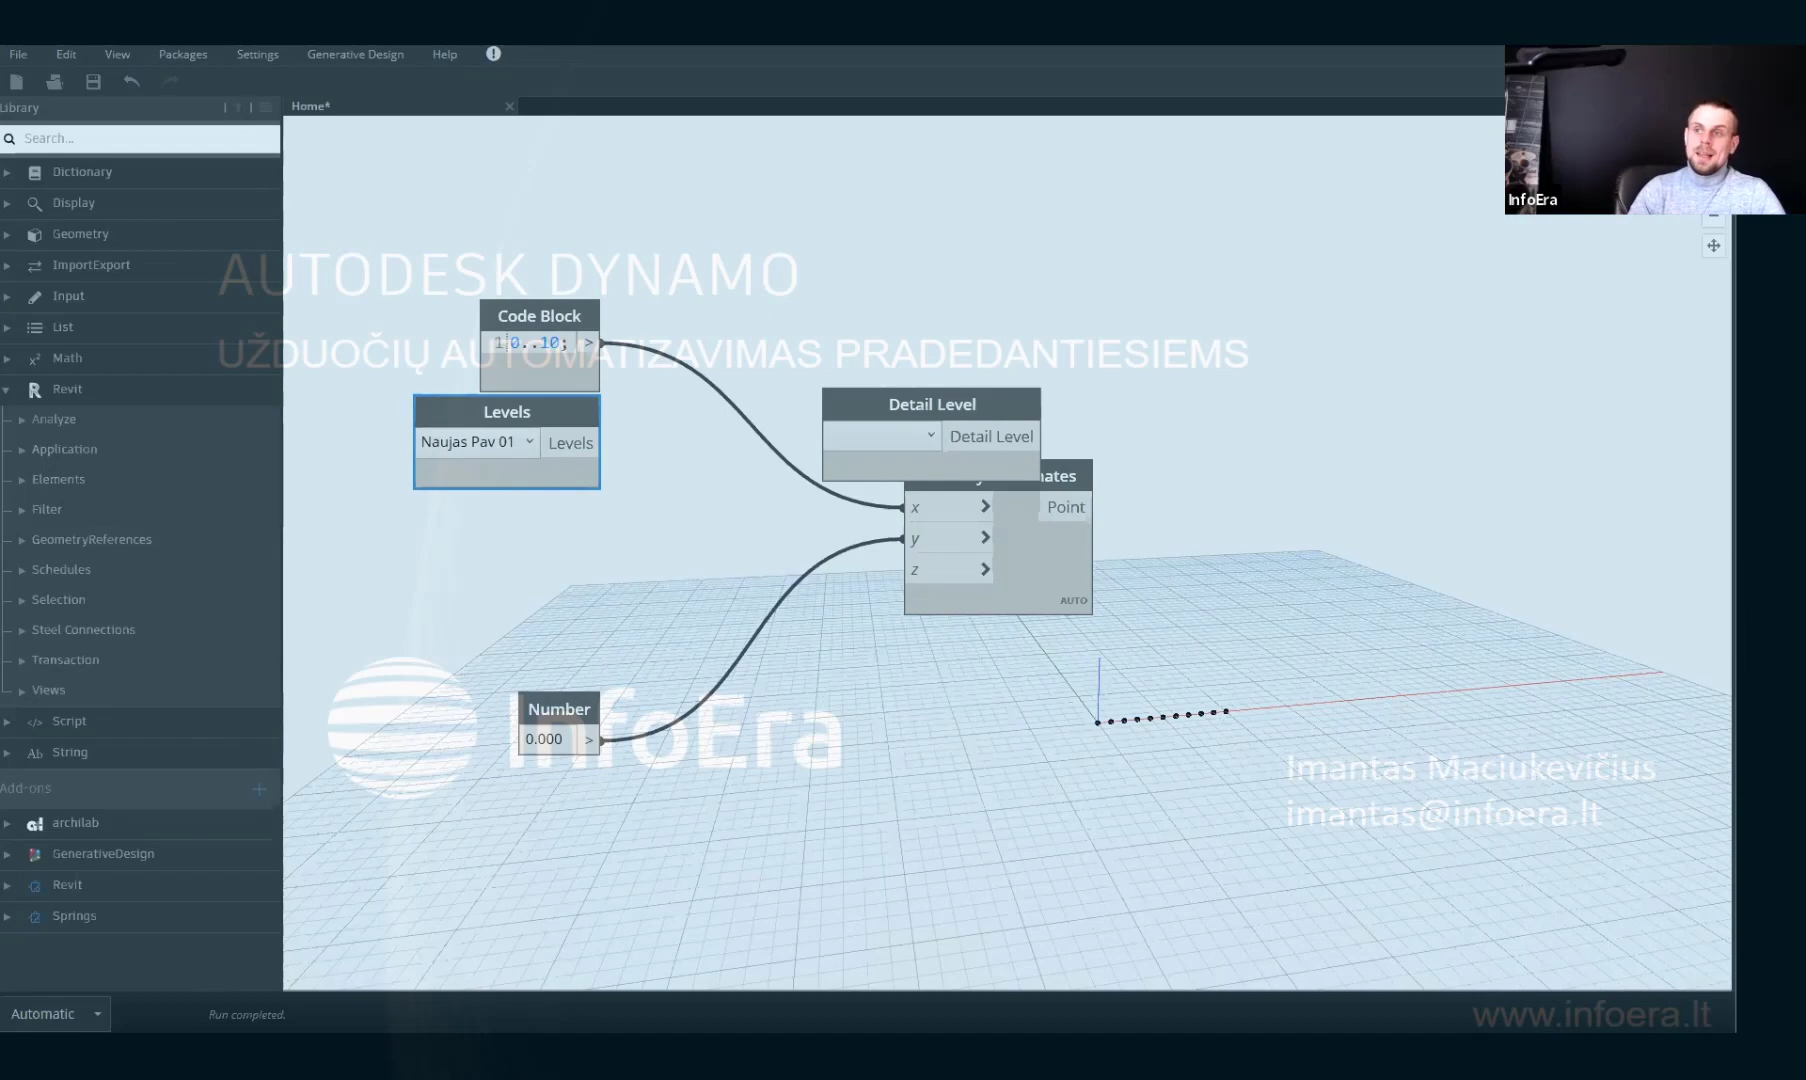 File Edit View Packages Settings Generative Design Help
Library
Home*
Search...
Dictionary
Display
Geometry
ImportExport
Input
List
Math
Revit
Analyze
Application
Elements
Filter
GeometryReferences
Schedules
Selection
Steel Connections
Transaction
Views
Script
String
Add-ons
archilab
GenerativeDesign
Revit
Springs
Automatic
Run completed.
AUTODESK DYNAMO
UŽDUOČIŲ AUTOMATIZAVIMAS PRADEDANTIESIEMS
Code Block
1 0..10; >
Levels
Naujas Pav 01 Levels
Detail Level
Detail Level
x > Point
y >
z >
AUTO
Number
0.000 >
InfoEra
Imantas Maciukevičius
imantas@infoera.lt
www.infoera.lt
InfoEra